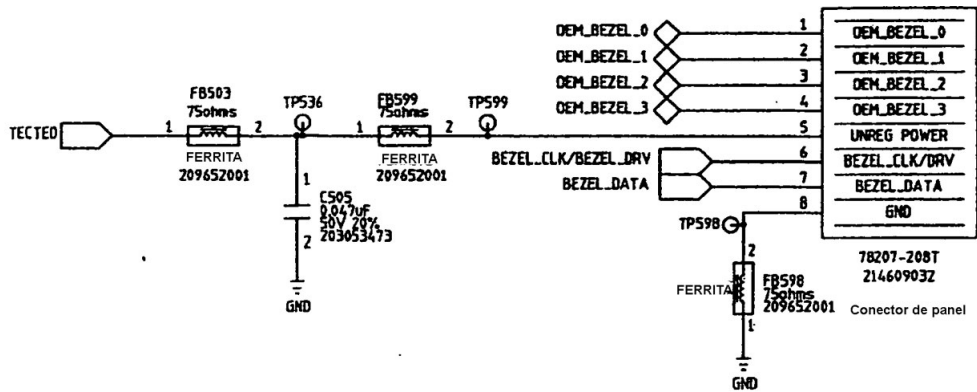 OEM_BEZEL_0
1
OEM_BEZEL_0
OEM_BEZEL_1
2
OEM_BEZEL_1
OEM_BEZEL_2
3
OEM_BEZEL_2
OEM_BEZEL_3
4
OEM_BEZEL_3
FB503
75ohms
TP536
FB599
75ohms
TP599
TECTED
1
2
1
2
5
UNREG POWER
FERRITA
209652001
FERRITA
209652001
BEZEL_CLK/BEZEL_DRV
6
BEZEL_CLK/DRV
BEZEL_DATA
7
BEZEL_DATA
8
GND
1
C505
0.047uF
50V 20%
203053473
2
GND
TP598
2
FERRITA
FB598
75ohms
209652001
1
GND
78207-208T
21460903Z
Conector de panel